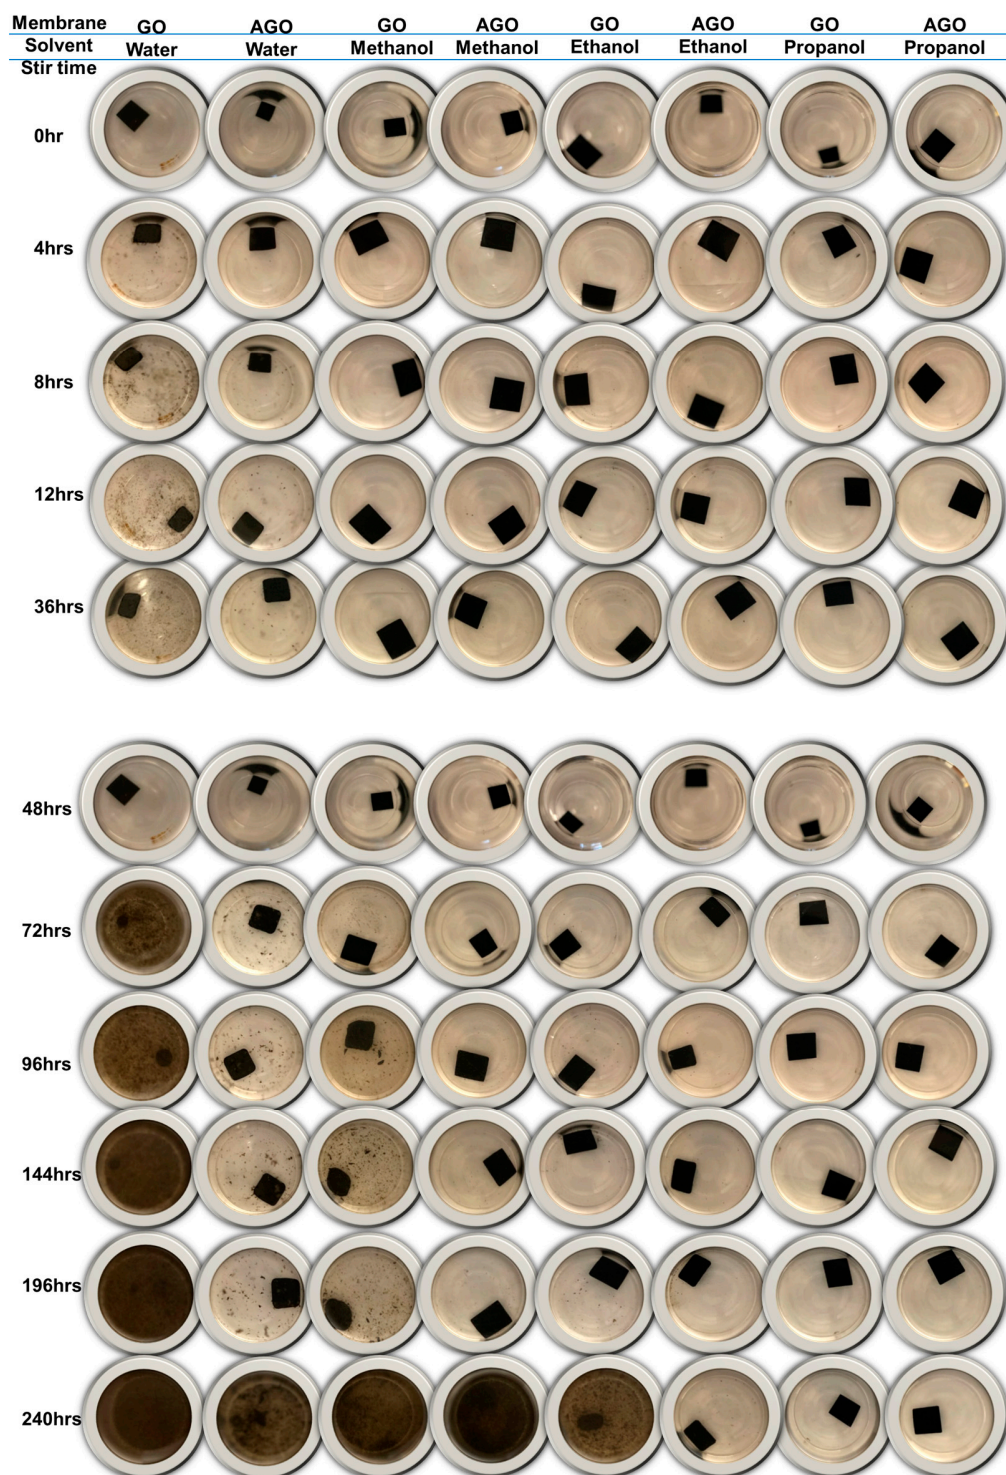 Membrane GO AGO GO AGO GO AGO GO AGO
Solvent Water Water Methanol Methanol Ethanol Ethanol Propanol Propanol
Stir time
0hr
4hrs
8hrs
12hrs
36hrs
48hrs
72hrs
96hrs
144hrs
196hrs
240hrs